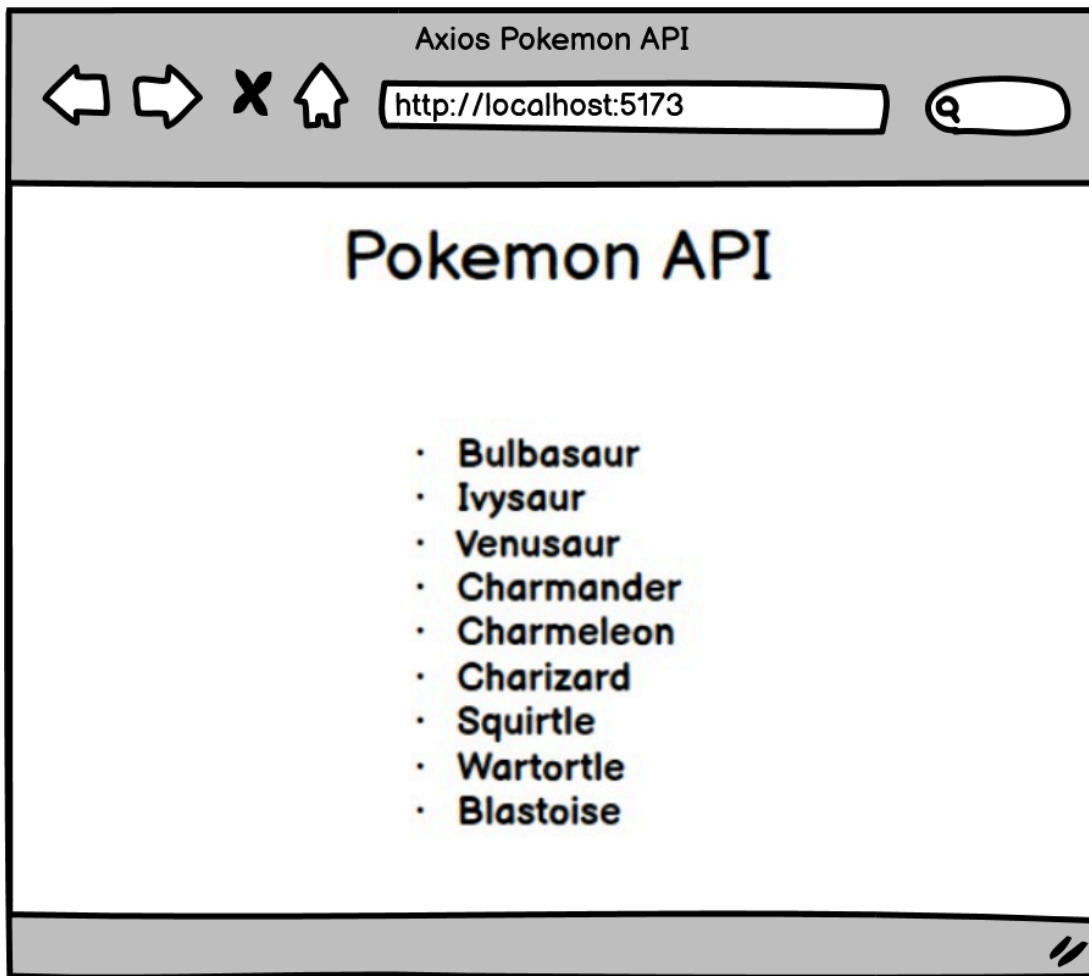 Axios Pokemon API
http://localhost:5173
Pokemon API
· Bulbasaur
· Ivysaur
· Venusaur
· Charmander
· Charmeleon
· Charizard
· Squirtle
· Wartortle
· Blastoise